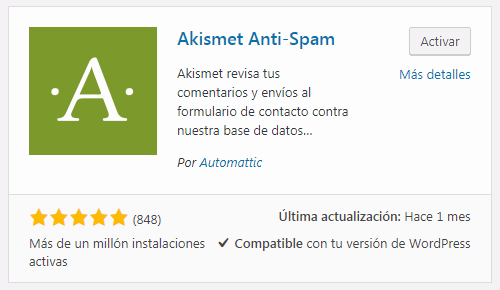 ·A·
Akismet Anti-Spam
Activar
Más detalles
Akismet revisa tus
comentarios y envíos al
formulario de contacto contra
nuestra base de datos...
Por Automattic
(848)
Más de un millón instalaciones
activas
Última actualización: Hace 1 mes
Compatible con tu versión de WordPress